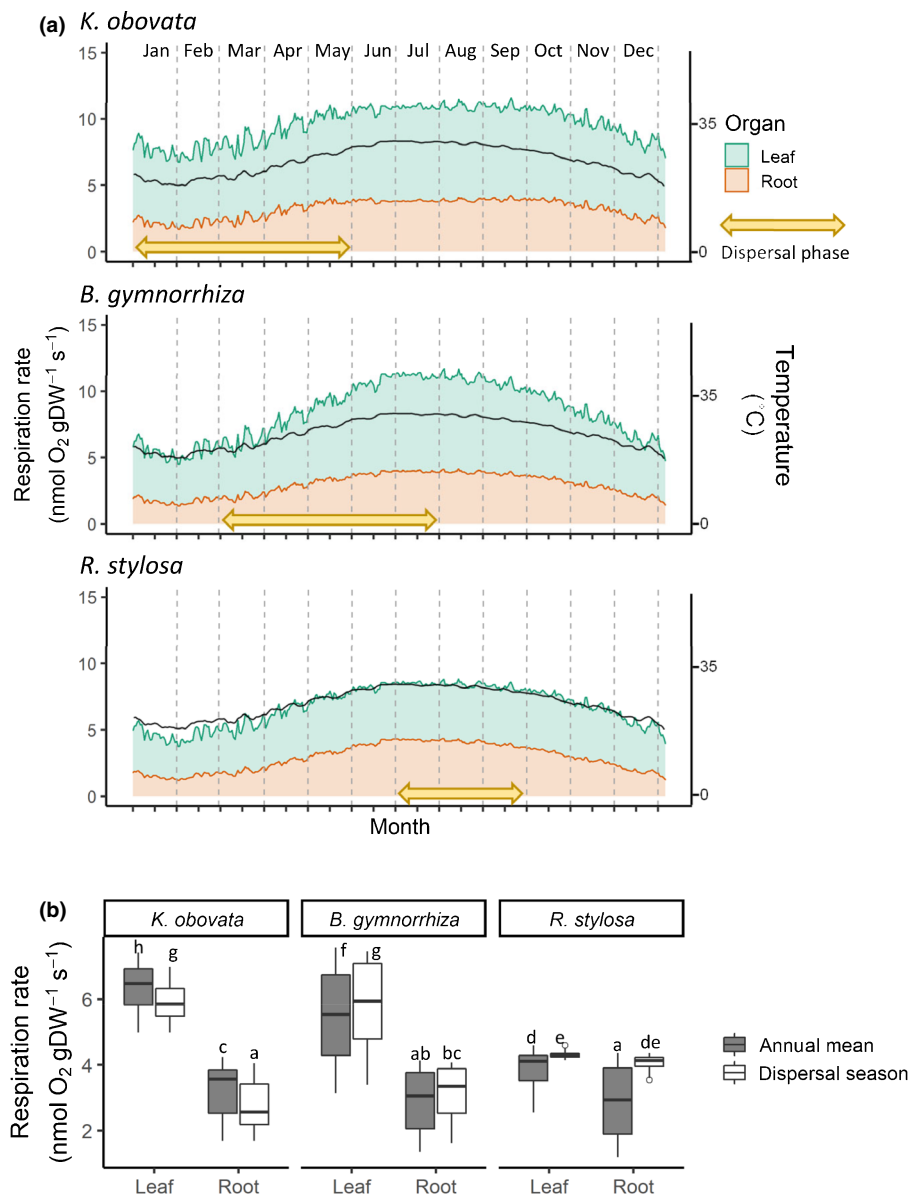 (a) K. obovata
15
Jan Feb Mar Apr May Jun Jul Aug Sep Oct Nov Dec
10
5
0
35
0
Organ
Leaf
Root
Dispersal phase
B. gymnorrhiza
15
10
5
0
35
0
Respiration rate
(nmol O₂ gDW⁻¹ s⁻¹)
Temperature
(°C)
R. stylosa
15
10
5
0
35
0
Month
(b)
K. obovata B. gymnorrhiza R. stylosa
Respiration rate
(nmol O₂ gDW⁻¹ s⁻¹)
6
4
2
h g c a f g ab bc d e a de
Leaf Root Leaf Root Leaf Root
Annual mean
Dispersal season